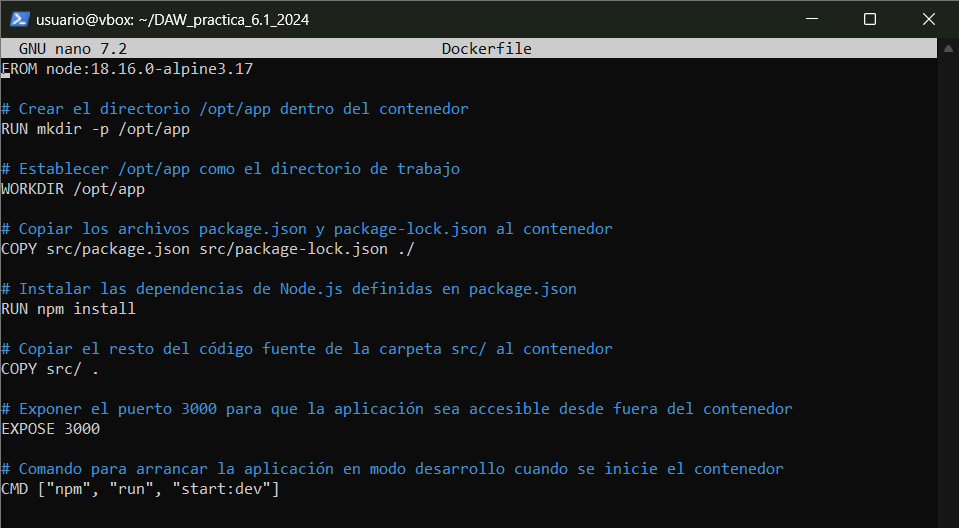 usuario@vbox: ~/DAW_practica_6.1_2024
GNU nano 7.2 Dockerfile
FROM node:18.16.0-alpine3.17
# Crear el directorio /opt/app dentro del contenedor
RUN mkdir -p /opt/app
# Establecer /opt/app como el directorio de trabajo
WORKDIR /opt/app
# Copiar los archivos package.json y package-lock.json al contenedor
COPY src/package.json src/package-lock.json ./
# Instalar las dependencias de Node.js definidas en package.json
RUN npm install
# Copiar el resto del código fuente de la carpeta src/ al contenedor
COPY src/ .
# Exponer el puerto 3000 para que la aplicación sea accesible desde fuera del contenedor
EXPOSE 3000
# Comando para arrancar la aplicación en modo desarrollo cuando se inicie el contenedor
CMD ["npm", "run", "start:dev"]